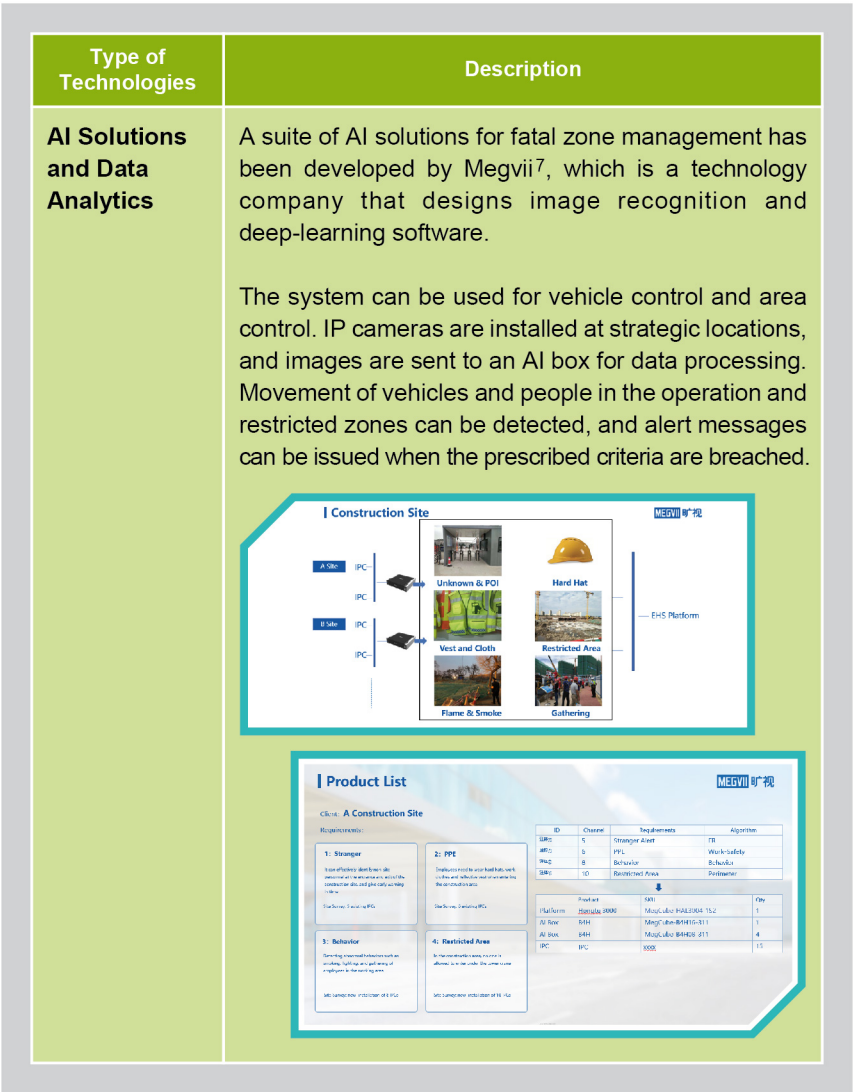 Type of
Technologies
Description
AI Solutions
and Data
Analytics
A suite of AI solutions for fatal zone management has
been developed by Megvii⁷, which is a technology
company that designs image recognition and
deep-learning software.
The system can be used for vehicle control and area
control. IP cameras are installed at strategic locations,
and images are sent to an AI box for data processing.
Movement of vehicles and people in the operation and
restricted zones can be detected, and alert messages
can be issued when the prescribed criteria are breached.
Construction Site
MEGVII 旷视
A Site
IPC
IPC
B Site
IPC
IPC
Unknown & POI
Hard Hat
Vest and Cloth
Restricted Area
Flame & Smoke
Gathering
EHS Platform
Product List
MEGVII 旷视
Client: A Construction Site
Requirements:
1: Stranger
2: PPE
3: Behavior
4: Restricted Area
ID Channel Requirements Algorithm
5 Stranger Alert
Work-Safety
8 Behavior Behavior
10 Restricted Area Perimeter
Product SKU Qty
Platform 1
AI Box B4H 1
AI Box B4H 4
IPC IPC xxxx 15